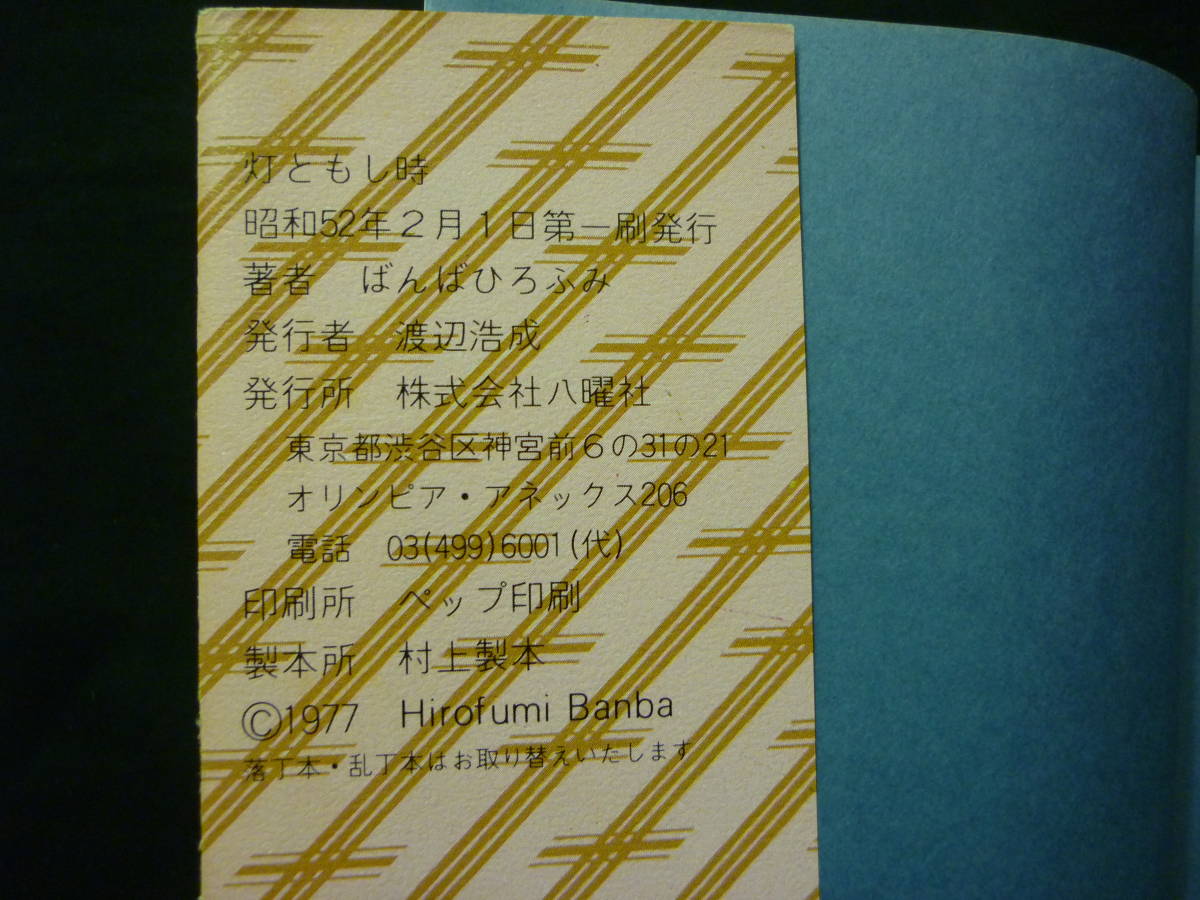 灯ともし時
昭和52年２月１日第一刷発行
著者　ばんばひろふみ
発行者　渡辺浩成
発行所　株式会社八曜社
東京都渋谷区神宮前６の31の21
オリンピア・アネックス206
電話　03(499)6001(代)
印刷所　ペップ印刷
製本所　村上製本
©1977　Hirofumi Banba
落丁本・乱丁本はお取り替えいたします